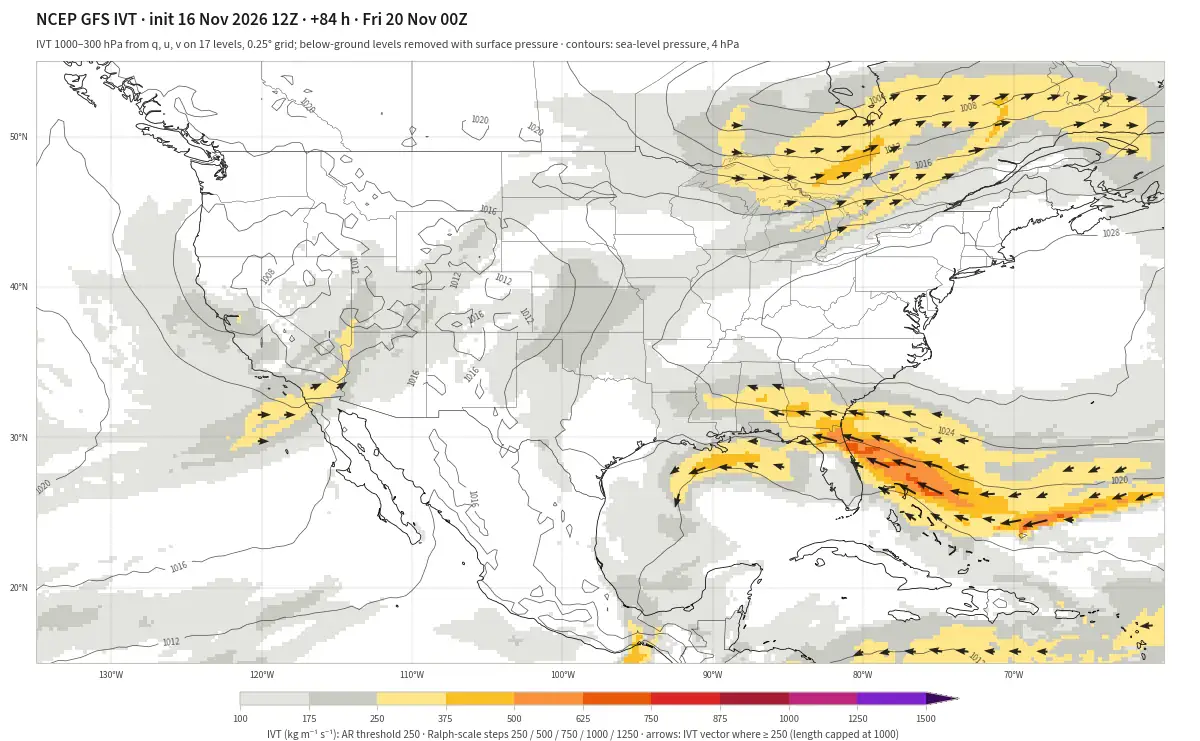 NCEP GFS IVT · init 16 Nov 2026 12Z · +84 h · Fri 20 Nov 00Z
IVT 1000–300 hPa from q, u, v on 17 levels, 0.25° grid; below-ground levels removed with surface pressure · contours: sea-level pressure, 4 hPa
1020
1020
1020
1008
1008
1012
1016
50°N
1016
1028
1008
1012
1012
1012
40°N
1016
1012
1016
1016
1024
30°N
1020
1020
1016
1016
20°N
1012
1012
130°W 120°W 110°W 100°W 90°W 80°W 70°W
100 175 250 375 500 625 750 875 1000 1250 1500
IVT (kg m⁻¹ s⁻¹): AR threshold 250 · Ralph-scale steps 250 / 500 / 750 / 1000 / 1250 · arrows: IVT vector where ≥ 250 (length capped at 1000)